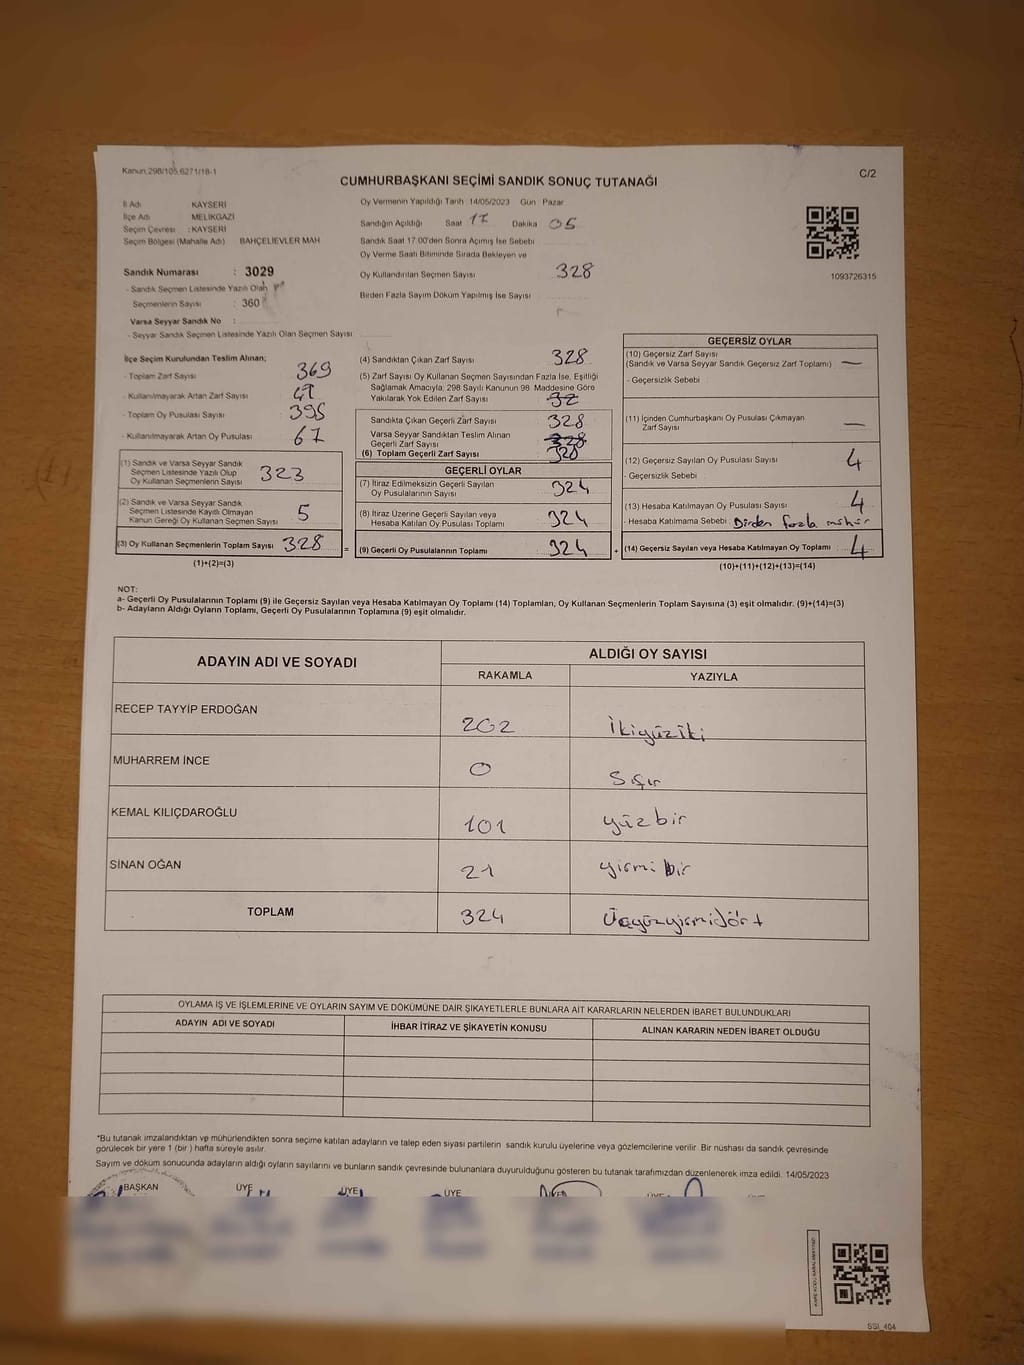 Kanun.298/105.6271/18-1
C/2
CUMHURBAŞKANI SEÇİMİ SANDIK SONUÇ TUTANAĞI
İl Adı KAYSERİ
İlçe Adı MELİKGAZİ
Seçim Çevresi : KAYSERİ
Seçim Bölgesi (Mahalle Adı) BAHÇELİEVLER MAH
Sandık Numarası : 3029
- Sandık Seçmen Listesinde Yazılı Olan
Seçmenlerin Sayısı : 360
Varsa Seyyar Sandık No :
- Seyyar Sandık Seçmen Listesinde Yazılı Olan Seçmen Sayısı
Oy Vermenin Yapıldığı Tarih 14/05/2023 Gün Pazar
Sandığın Açıldığı Saat 17 Dakika 05
Sandık Saat 17.00'den Sonra Açımış İse Sebebi
Oy Verme Saati Bitiminde Sırada Bekleyen ve
Oy Kullandırılan Seçmen Sayısı 328
Birden Fazla Sayım Döküm Yapılmış İse Sayısı
1093726315
İlçe Seçim Kurulundan Teslim Alınan;
- Toplam Zarf Sayısı 369
- Kullanılmayarak Artan Zarf Sayısı 41
- Toplam Oy Pusulası Sayısı 395
- Kullanılmayarak Artan Oy Pusulası 67
(1) Sandık ve Varsa Seyyar Sandık
Seçmen Listesinde Yazılı Olup
Oy Kullanan Seçmenlerin Sayısı 323
(2) Sandık ve Varsa Seyyar Sandık
Seçmen Listesinde Kayıtlı Olmayan
Kanun Gereği Oy Kullanan Seçmen Sayısı 5
(3) Oy Kullanan Seçmenlerin Toplam Sayısı 328
(1)+(2)=(3)
(4) Sandıktan Çıkan Zarf Sayısı 328
(5) Zarf Sayısı Oy Kullanan Seçmen Sayısından Fazla İse, Eşitliği
Sağlamak Amacıyla; 298 Sayılı Kanunun 98. Maddesine Göre
Yakılarak Yok Edilen Zarf Sayısı
Sandıkta Çıkan Geçerli Zarf Sayısı 328
Varsa Seyyar Sandıktan Teslim Alınan
Geçerli Zarf Sayısı 328
(6) Toplam Geçerli Zarf Sayısı 328
GEÇERLİ OYLAR
(7) İtiraz Edilmeksizin Geçerli Sayılan
Oy Pusulalarının Sayısı 324
(8) İtiraz Üzerine Geçerli Sayılan veya
Hesaba Katılan Oy Pusulası Toplamı 324
= (9) Geçerli Oy Pusulalarının Toplamı 324 +
GEÇERSİZ OYLAR
(10) Geçersiz Zarf Sayısı
(Sandık ve Varsa Seyyar Sandık Geçersiz Zarf Toplamı) —
- Geçersizlik Sebebi
(11) İçinden Cumhurbaşkanı Oy Pusulası Çıkmayan
Zarf Sayısı —
(12) Geçersiz Sayılan Oy Pusulası Sayısı 4
- Geçersizlik Sebebi
(13) Hesaba Katılmayan Oy Pusulası Sayısı 4
- Hesaba Katılmama Sebebi Birden fazla mühür
(14) Geçersiz Sayılan veya Hesaba Katılmayan Oy Toplamı 4
(10)+(11)+(12)+(13)=(14)
NOT:
a- Geçerli Oy Pusulalarının Toplamı (9) ile Geçersiz Sayılan veya Hesaba Katılmayan Oy Toplamı (14) Toplamları, Oy Kullanan Seçmenlerin Toplam Sayısına (3) eşit olmalıdır. (9)+(14)=(3)
b- Adayların Aldığı Oyların Toplamı, Geçerli Oy Pusulalarının Toplamına (9) eşit olmalıdır.
ADAYIN ADI VE SOYADI
ALDIĞI OY SAYISI
RAKAMLA YAZIYLA
RECEP TAYYİP ERDOĞAN 202 İkiyüziki
MUHARREM İNCE 0 Sıfır
KEMAL KILIÇDAROĞLU 101 yüzbir
SİNAN OĞAN 21 yirmi bir
TOPLAM 324 Üçyüzyirmidört
OYLAMA İŞ VE İŞLEMLERİNE VE OYLARIN SAYIM VE DÖKÜMÜNE DAİR ŞİKAYETLERLE BUNLARA AİT KARARLARIN NELERDEN İBARET BULUNDUKLARI
ADAYIN ADI VE SOYADI İHBAR İTİRAZ VE ŞİKAYETİN KONUSU ALINAN KARARIN NEDEN İBARET OLDUĞU
*Bu tutanak imzalandıktan ve mühürlendikten sonra seçime katılan adayların ve talep eden siyasi partilerin sandık kurulu üyelerine veya gözlemcilerine verilir. Bir nüshası da sandık çevresinde
görülecek bir yere 1 (bir) hafta süreyle asılır.
Sayım ve döküm sonucunda adayların aldığı oyların sayılarını ve bunların sandık çevresinde bulunanlara duyurulduğunu gösteren bu tutanak tarafımızdan düzenlenerek imza edildi. 14/05/2023
BAŞKAN ÜYE ÜYE ÜYE ÜYE ÜYE ÜYE
SSİ_404